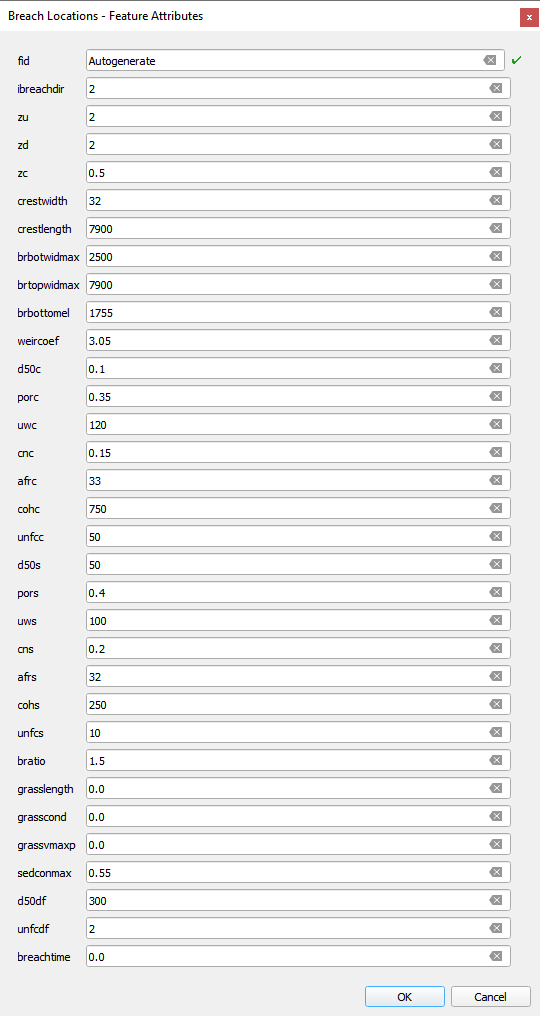 Breach Locations - Feature Attributes
fid Autogenerate
ibreachdir 2
zu 2
zd 2
zc 0.5
crestwidth 32
crestlength 7900
brbotwidmax 2500
brtopwidmax 7900
brbottomel 1755
weircoef 3.05
d50c 0.1
porc 0.35
uwc 120
cnc 0.15
afrc 33
cohc 750
unfcc 50
d50s 50
pors 0.4
uws 100
cns 0.2
afrs 32
cohs 250
unfcs 10
bratio 1.5
grasslength 0.0
grasscond 0.0
grassvmaxp 0.0
sedconmax 0.55
d50df 300
unfcdf 2
breachtime 0.0
OK Cancel